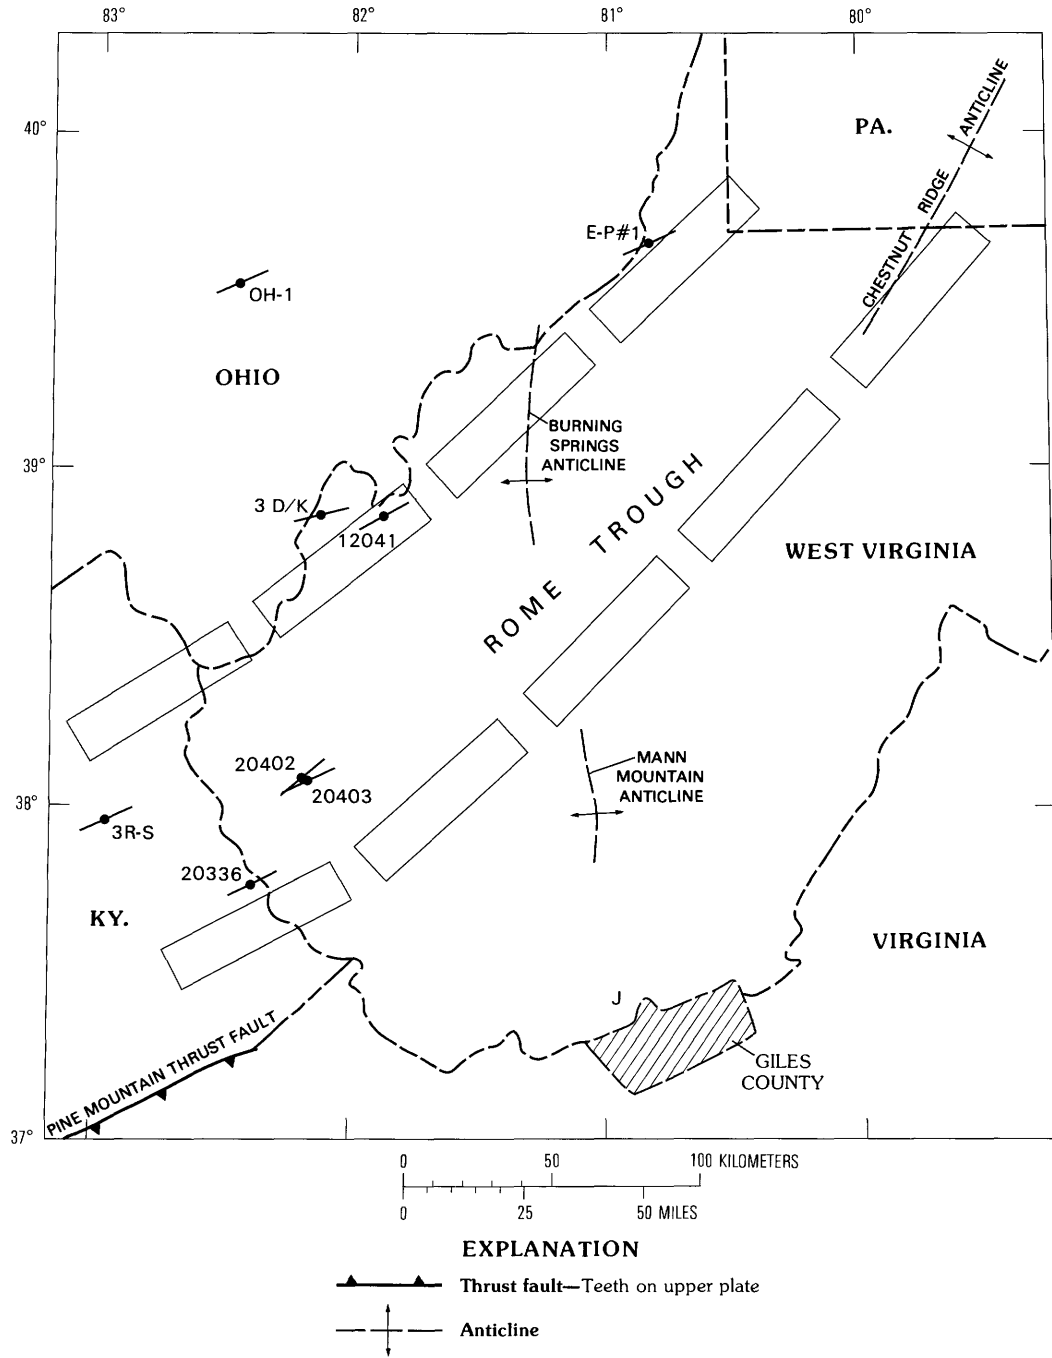 83°
82°
81°
80°
40°
PA.
CHESTNUT RIDGE ANTICLINE
E-P#1
OH-1
OHIO
BURNING
SPRINGS
ANTICLINE
39°
3 D/K
12041
ROME TROUGH
WEST VIRGINIA
20402
20403
MANN
MOUNTAIN
ANTICLINE
38°
3R-S
20336
KY.
VIRGINIA
J
PINE MOUNTAIN THRUST FAULT
GILES
COUNTY
37°
0 50 100 KILOMETERS
0 25 50 MILES
EXPLANATION
Thrust fault—Teeth on upper plate
Anticline